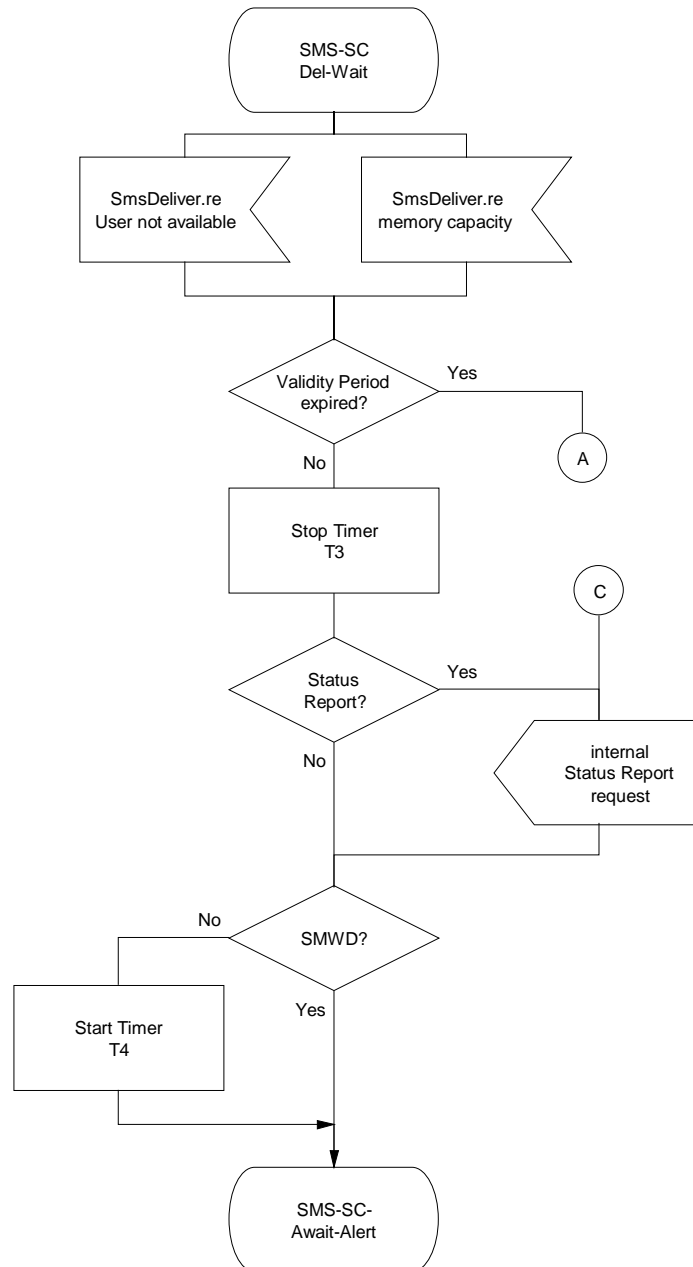 SMS-SC
Del-Wait
SmsDeliver.re
User not available
SmsDeliver.re
memory capacity
Validity Period
expired?
Yes
A
No
Stop Timer
T3
C
Status
Report?
Yes
No
internal
Status Report
request
SMWD?
No
Yes
Start Timer
T4
SMS-SC-
Await-Alert